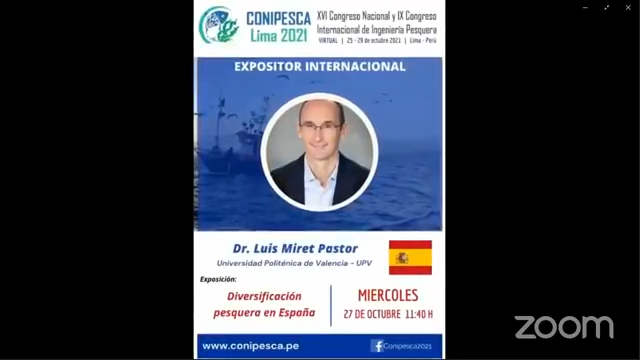 CONIPESCA
Lima 2021
XVI Congreso Nacional y IX Congreso
Internacional de Ingeniería Pesquera
VIRTUAL | 25 - 29 de octubre 2021 | Lima - Perú
EXPOSITOR INTERNACIONAL
Dr. Luis Miret Pastor
Universidad Politénica de Valencia - UPV
Exposición:
Diversificación
pesquera en España
MIERCOLES
27 DE OCTUBRE 11:40 H
www.conipesca.pe
Conipesca2021
zoom